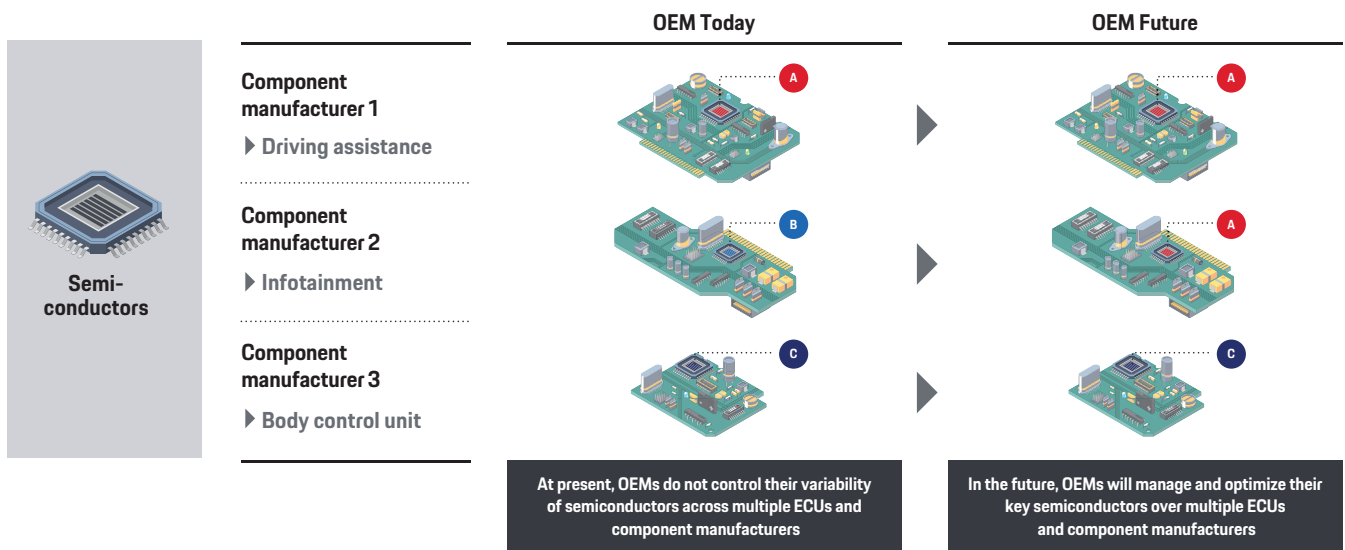 OEM Today
OEM Future
Semi-
conductors
Component
manufacturer 1
Driving assistance
A
A
Component
manufacturer 2
Infotainment
B
A
Component
manufacturer 3
Body control unit
C
C
At present, OEMs do not control their variability
of semiconductors across multiple ECUs and
component manufacturers
In the future, OEMs will manage and optimize their
key semiconductors over multiple ECUs
and component manufacturers